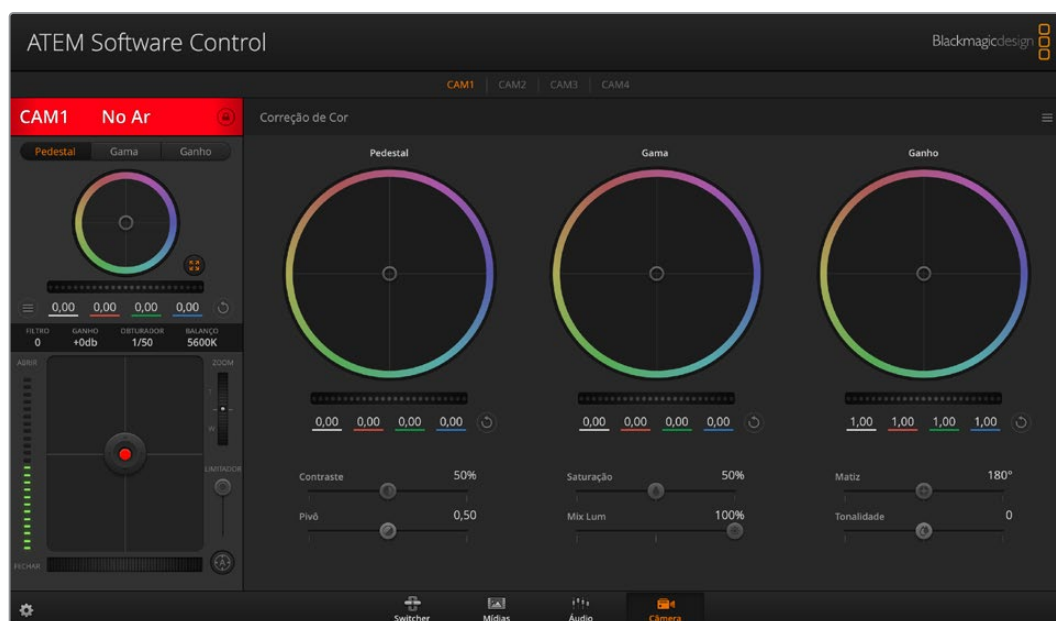 ATEM Software Control
Blackmagicdesign
CAM1 CAM2 CAM3 CAM4
CAM1 No Ar
Correção de Cor
Pedestal Gama Ganho
Pedestal Gama Ganho
0,00 0,00 0,00 0,00
FILTRO GANHO OBTURADOR BALANÇO
0 +0db 1/50 5600K
ABRIR ZOOM
T
W
LIMITADOR
FECHAR
A
0,00 0,00 0,00 0,00
0,00 0,00 0,00 0,00
1,00 1,00 1,00 1,00
Contraste 50%
Saturação 50%
Matiz 180°
Pivô 0,50
Mix Lum 100%
Tonalidade 0
Switcher Mídias Áudio Câmera